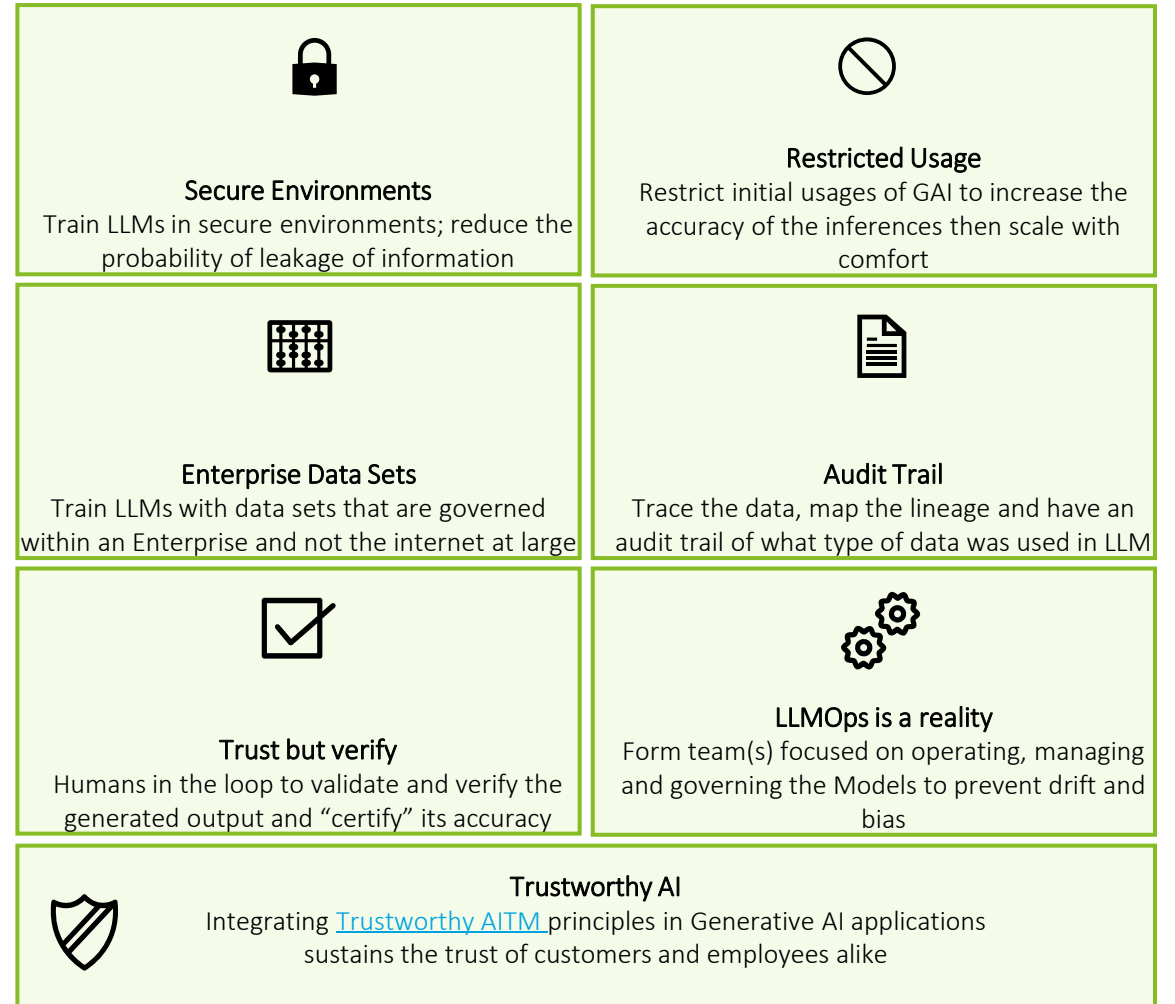 Secure Environments
Train LLMs in secure environments; reduce the
probability of leakage of information
Restricted Usage
Restrict initial usages of GAI to increase the
accuracy of the inferences then scale with
comfort
Enterprise Data Sets
Train LLMs with data sets that are governed
within an Enterprise and not the internet at large
Audit Trail
Trace the data, map the lineage and have an
audit trail of what type of data was used in LLM
Trust but verify
Humans in the loop to validate and verify the
generated output and “certify” its accuracy
LLMOps is a reality
Form team(s) focused on operating, managing
and governing the Models to prevent drift and
bias
Trustworthy AI
Integrating Trustworthy AITM principles in Generative AI applications
sustains the trust of customers and employees alike